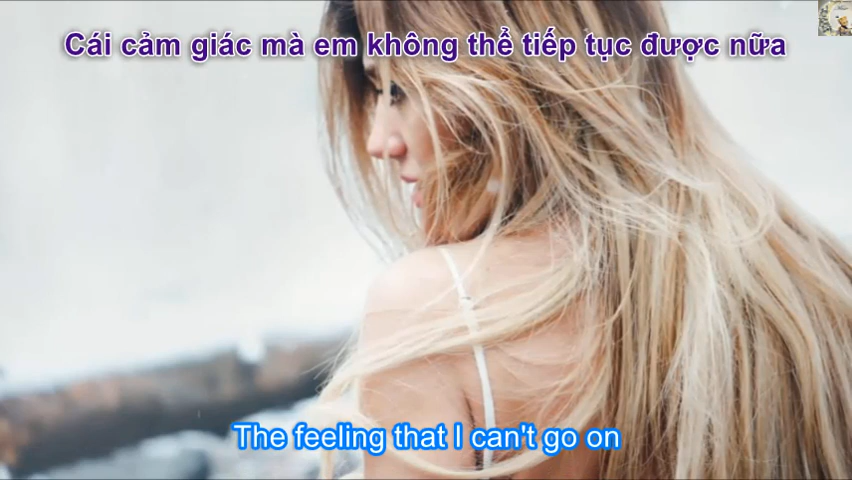 Cái cảm giác mà em không thể tiếp tục được nữa
The feeling that I can't go on